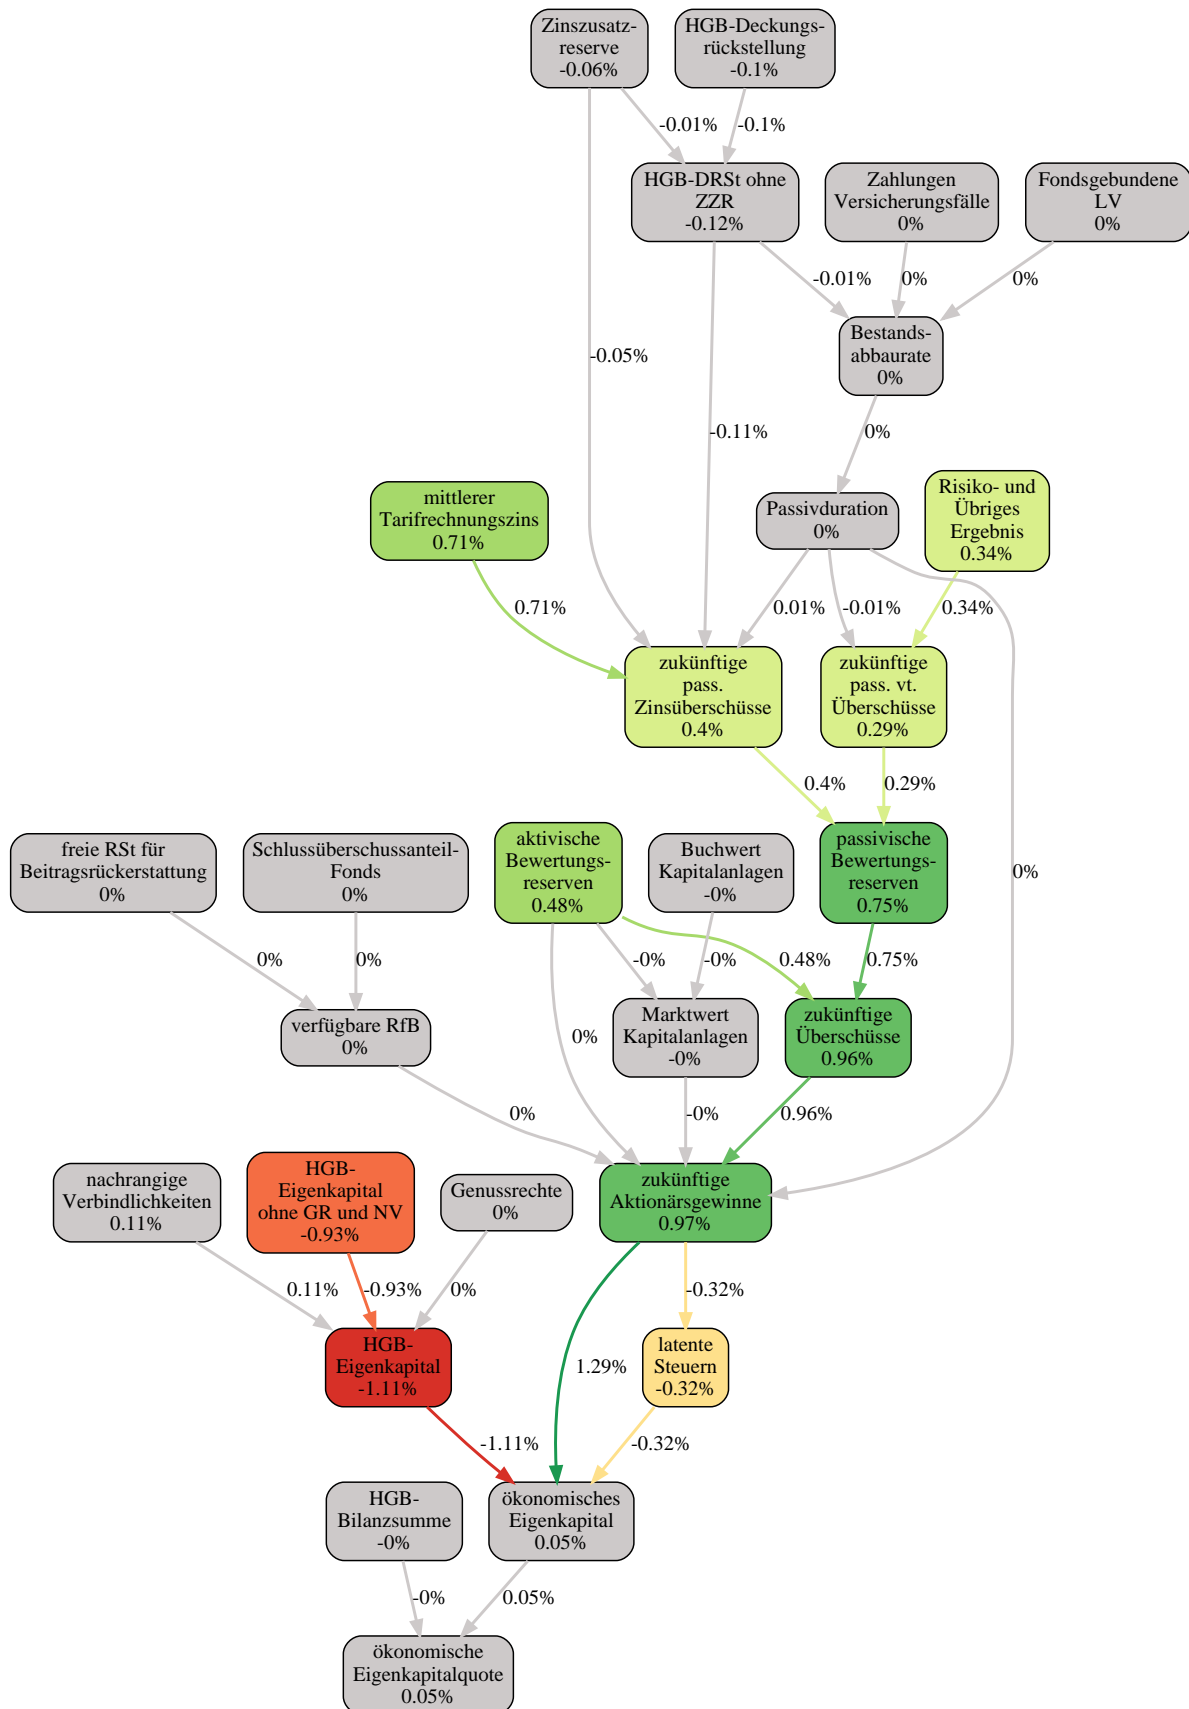 Zinszusatz-
reserve
-0.06%
HGB-Deckungs-
rückstellung
-0.1%
-0.01%
-0.1%
HGB-DRSt ohne
ZZR
-0.12%
Zahlungen
Versicherungsfälle
0%
Fondsgebundene
LV
0%
-0.01%
0%
0%
Bestands-
abbaurate
0%
-0.05%
-0.11%
0%
mittlerer
Tarifrechnungszins
0.71%
Passivduration
0%
Risiko- und
Übriges
Ergebnis
0.34%
0.71%
0.01%
-0.01%
0.34%
zukünftige
pass.
Zinsüberschüsse
0.4%
zukünftige
pass. vt.
Überschüsse
0.29%
0.4%
0.29%
freie RSt für
Beitragsrückerstattung
0%
Schlussüberschussanteil-
Fonds
0%
aktivische
Bewertungs-
reserven
0.48%
Buchwert
Kapitalanlagen
-0%
passivische
Bewertungs-
reserven
0.75%
0%
0%
0%
-0%
-0%
0.48%
0.75%
verfügbare RfB
0%
0%
Marktwert
Kapitalanlagen
-0%
zukünftige
Überschüsse
0.96%
0%
-0%
0.96%
nachrangige
Verbindlichkeiten
0.11%
HGB-
Eigenkapital
ohne GR und NV
-0.93%
Genussrechte
0%
zukünftige
Aktionärsgewinne
0.97%
0.11%
-0.93%
0%
-0.32%
HGB-
Eigenkapital
-1.11%
1.29%
latente
Steuern
-0.32%
-1.11%
-0.32%
HGB-
Bilanzsumme
-0%
ökonomisches
Eigenkapital
0.05%
-0%
0.05%
ökonomische
Eigenkapitalquote
0.05%